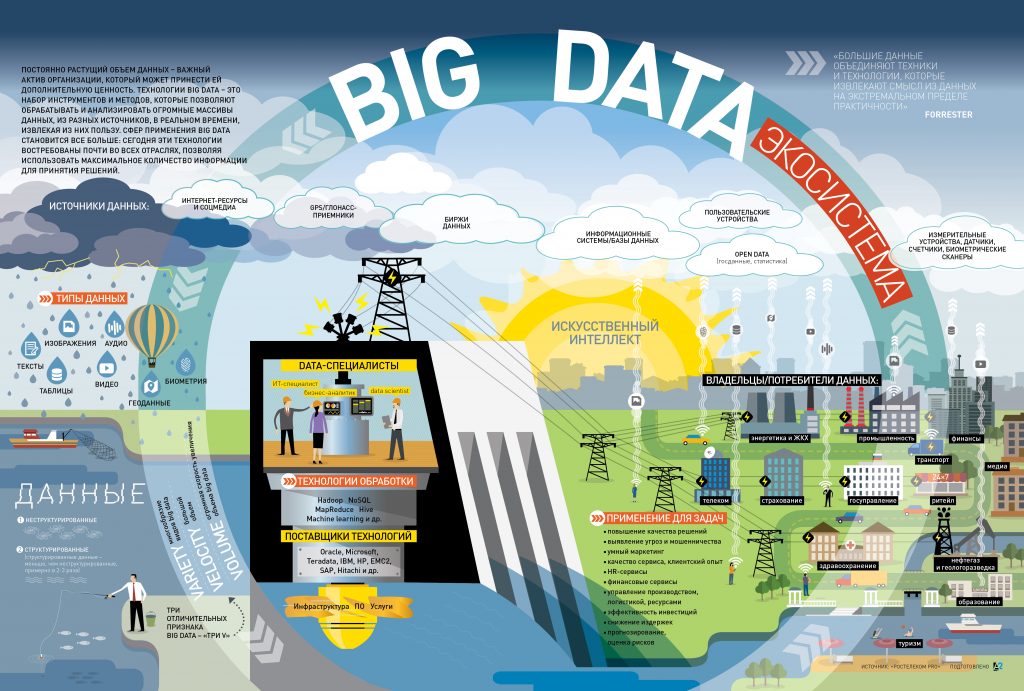 BIG DATA
ЭКОСИСТЕМА
ПОСТОЯННО РАСТУЩИЙ ОБЪЕМ ДАННЫХ – ВАЖНЫЙ
АКТИВ ОРГАНИЗАЦИИ, КОТОРЫЙ МОЖЕТ ПРИНЕСТИ ЕЙ
ДОПОЛНИТЕЛЬНУЮ ЦЕННОСТЬ. ТЕХНОЛОГИИ BIG DATA – ЭТО
НАБОР ИНСТРУМЕНТОВ И МЕТОДОВ, КОТОРЫЕ ПОЗВОЛЯЮТ
ОБРАБАТЫВАТЬ И АНАЛИЗИРОВАТЬ ОГРОМНЫЕ МАССИВЫ
ДАННЫХ, ИЗ РАЗНЫХ ИСТОЧНИКОВ, В РЕАЛЬНОМ ВРЕМЕНИ,
ИЗВЛЕКАЯ ИЗ НИХ ПОЛЬЗУ. СФЕР ПРИМЕНЕНИЯ BIG DATA
СТАНОВИТСЯ ВСЕ БОЛЬШЕ: СЕГОДНЯ ЭТИ ТЕХНОЛОГИИ
ВОСТРЕБОВАНЫ ПОЧТИ ВО ВСЕХ ОТРАСЛЯХ, ПОЗВОЛЯЯ
ИСПОЛЬЗОВАТЬ МАКСИМАЛЬНОЕ КОЛИЧЕСТВО ИНФОРМАЦИИ
ДЛЯ ПРИНЯТИЯ РЕШЕНИЙ.
«БОЛЬШИЕ ДАННЫЕ
ОБЪЕДИНЯЮТ ТЕХНИКИ
И ТЕХНОЛОГИИ, КОТОРЫЕ
ИЗВЛЕКАЮТ СМЫСЛ ИЗ ДАННЫХ
НА ЭКСТРЕМАЛЬНОМ ПРЕДЕЛЕ
ПРАКТИЧНОСТИ»
FORRESTER
ИСТОЧНИКИ ДАННЫХ:
ИНТЕРНЕТ-РЕСУРСЫ
И СОЦМЕДИА
GPS/ГЛОНАСС-
ПРИЕМНИКИ
БИРЖИ
ДАННЫХ
ИНФОРМАЦИОННЫЕ
СИСТЕМЫ/БАЗЫ ДАННЫХ
ПОЛЬЗОВАТЕЛЬСКИЕ
УСТРОЙСТВА
OPEN DATA
(госданные, статистика)
ИЗМЕРИТЕЛЬНЫЕ
УСТРОЙСТВА, ДАТЧИКИ,
СЧЕТЧИКИ, БИОМЕТРИЧЕСКИЕ
СКАНЕРЫ
ТИПЫ ДАННЫХ
ИЗОБРАЖЕНИЯ
АУДИО
ТЕКСТЫ
ВИДЕО
БИОМЕТРИЯ
ТАБЛИЦЫ
ГЕОДАННЫЕ
ИСКУССТВЕННЫЙ
ИНТЕЛЛЕКТ
DATA-СПЕЦИАЛИСТЫ
ИТ-специалист
бизнес-аналитик
data scientist
ТЕХНОЛОГИИ ОБРАБОТКИ
Hadoop NoSQL
MapReduce Hive
Machine learning и др.
ПОСТАВЩИКИ ТЕХНОЛОГИЙ
Oracle, Microsoft,
Teradata, IBM, HP, EMC2,
SAP, Hitachi и др.
Инфраструктура ПО Услуги
ВЛАДЕЛЬЦЫ/ПОТРЕБИТЕЛИ ДАННЫХ:
энергетика и ЖКХ
промышленность
финансы
транспорт
медиа
телеком
страхование
госуправление
24×7
ритейл
здравоохранение
нефтегаз
и геологоразведка
образование
туризм
ПРИМЕНЕНИЕ ДЛЯ ЗАДАЧ
• повышение качества решений
• выявление угроз и мошенничества
• умный маркетинг
• качество сервиса, клиентский опыт
• HR-сервисы
• финансовые сервисы
• управление производством,
логистикой, ресурсами
• эффективность инвестиций
• снижение издержек
• прогнозирование,
оценка рисков
ДАННЫЕ
1 НЕСТРУКТУРИРОВАННЫЕ
2 СТРУКТУРИРОВАННЫЕ
(структурированных данных –
меньше, чем неструктурированных,
примерно в 2-3 раза)
VARIETY
многообразие
видов big data
VELOCITY
большой
объем
VOLUME
огромная скорость увеличения
объема big data
ТРИ
ОТЛИЧИТЕЛЬНЫХ
ПРИЗНАКА
BIG DATA – «ТРИ V»
ИСТОЧНИК: «РОСТЕЛЕКОМ PRO» ПОДГОТОВЛЕНО